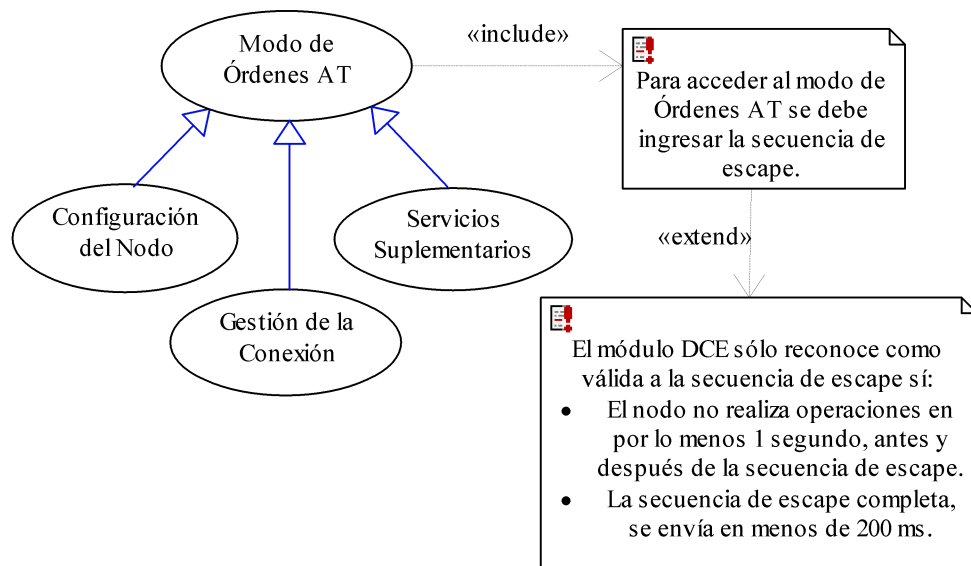 Modo de
Órdenes AT
«include»
Para acceder al modo de
Órdenes AT se debe
ingresar la secuencia de
escape.
Configuración
del Nodo
Servicios
Suplementarios
«extend»
Gestión de la
Conexión
El módulo DCE sólo reconoce como
válida a la secuencia de escape sí:
• El nodo no realiza operaciones en
por lo menos 1 segundo, antes y
después de la secuencia de escape.
• La secuencia de escape completa,
se envía en menos de 200 ms.